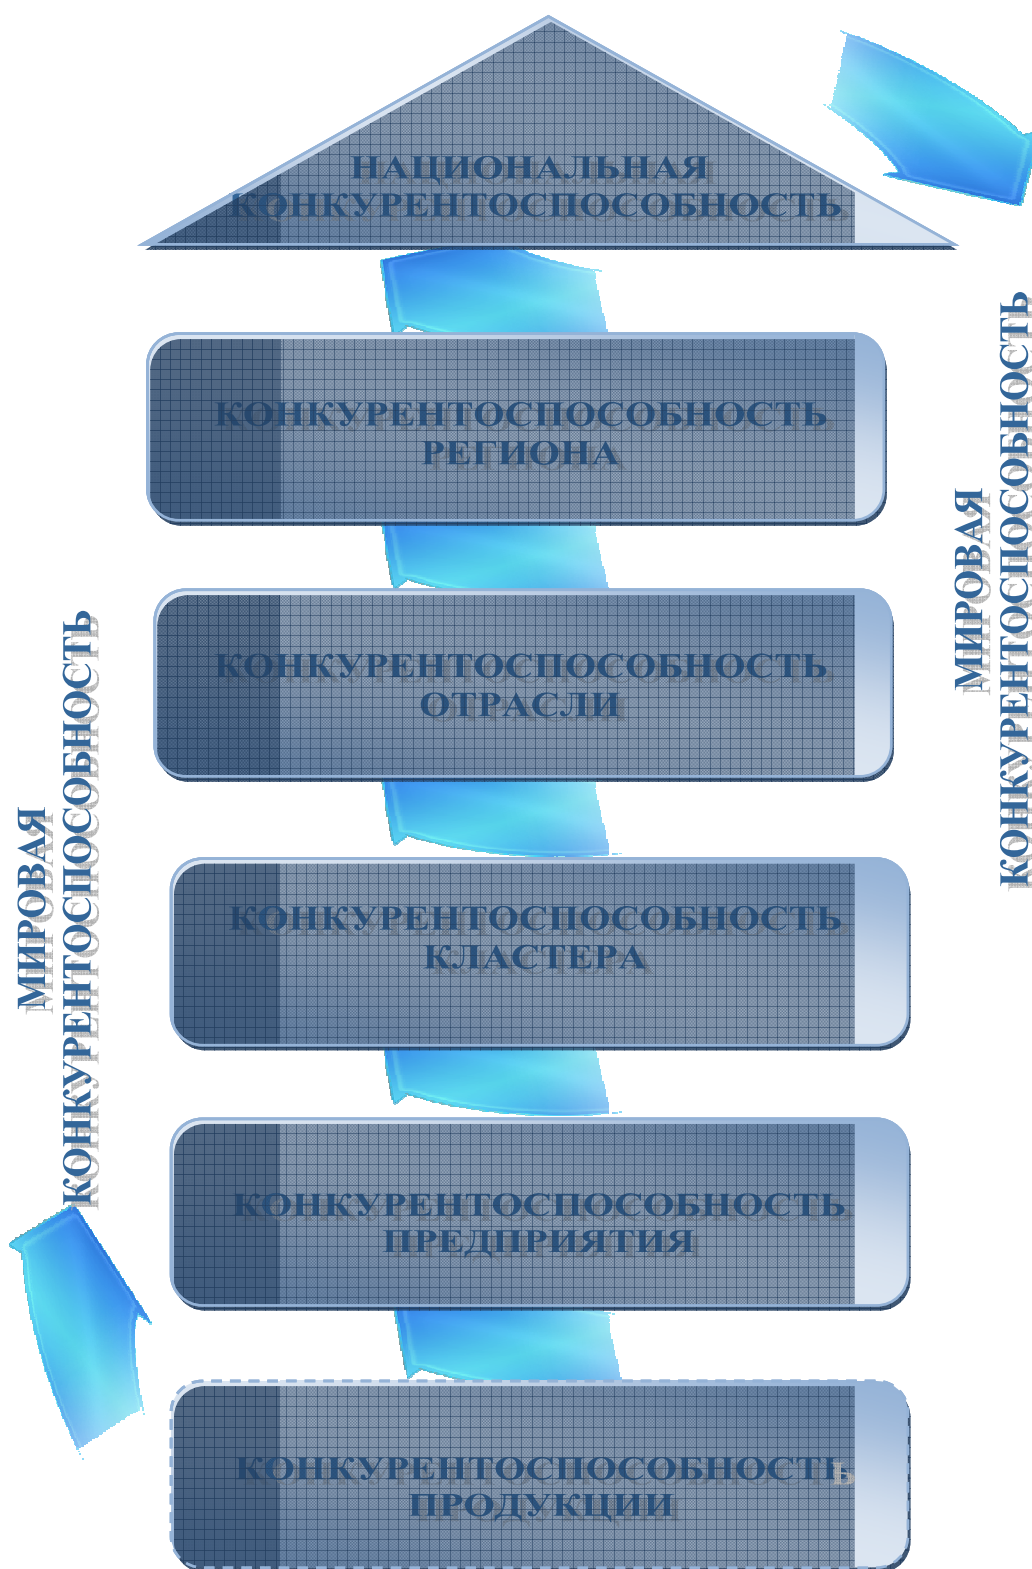 НАЦИОНАЛЬНАЯ
КОНКУРЕНТОСПОСОБНОСТЬ
КОНКУРЕНТОСПОСОБНОСТЬ
РЕГИОНА
МИРОВАЯ
КОНКУРЕНТОСПОСОБНОСТЬ
КОНКУРЕНТОСПОСОБНОСТЬ
ОТРАСЛИ
МИРОВАЯ
КОНКУРЕНТОСПОСОБНОСТЬ
КОНКУРЕНТОСПОСОБНОСТЬ
КЛАСТЕРА
КОНКУРЕНТОСПОСОБНОСТЬ
ПРЕДПРИЯТИЯ
КОНКУРЕНТОСПОСОБНОСТЬ
ПРОДУКЦИИ